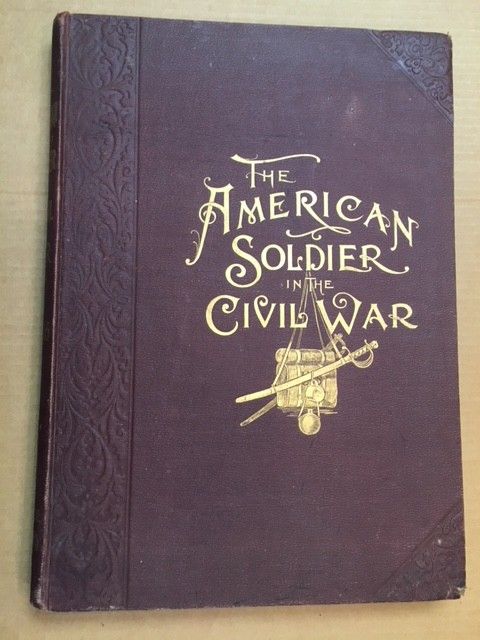 THE
AMERICAN
SOLDIER
IN THE
CIVIL WAR